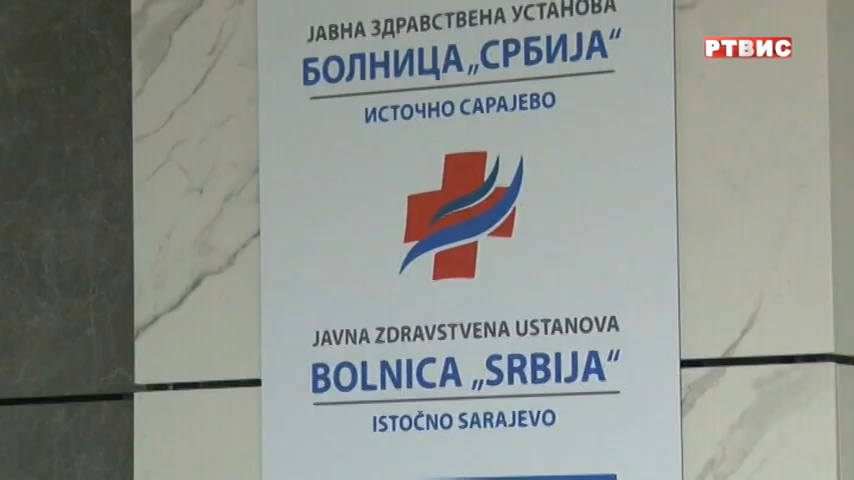 ЈАВНА ЗДРАВСТВЕНА УСТАНОВА
БОЛНИЦА „СРБИЈА“
ИСТОЧНО САРАЈЕВО
РТВИС
JAVNA ZDRAVSTVENA USTANOVA
BOLNICA „SRBIJA“
ISTOČNO SARAJEVO